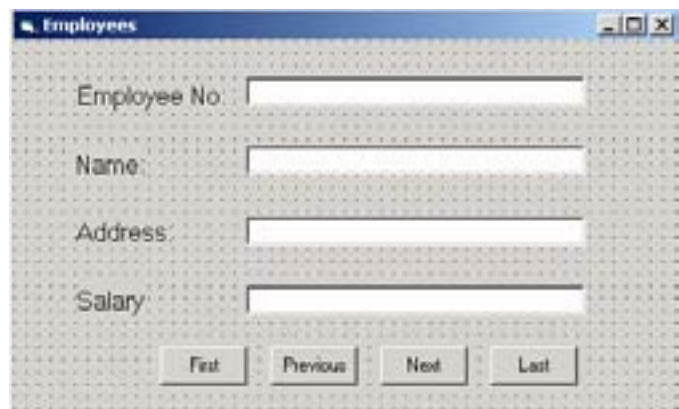 Employees
Employee No:
Name:
Address:
Salary
First Previous Next Last